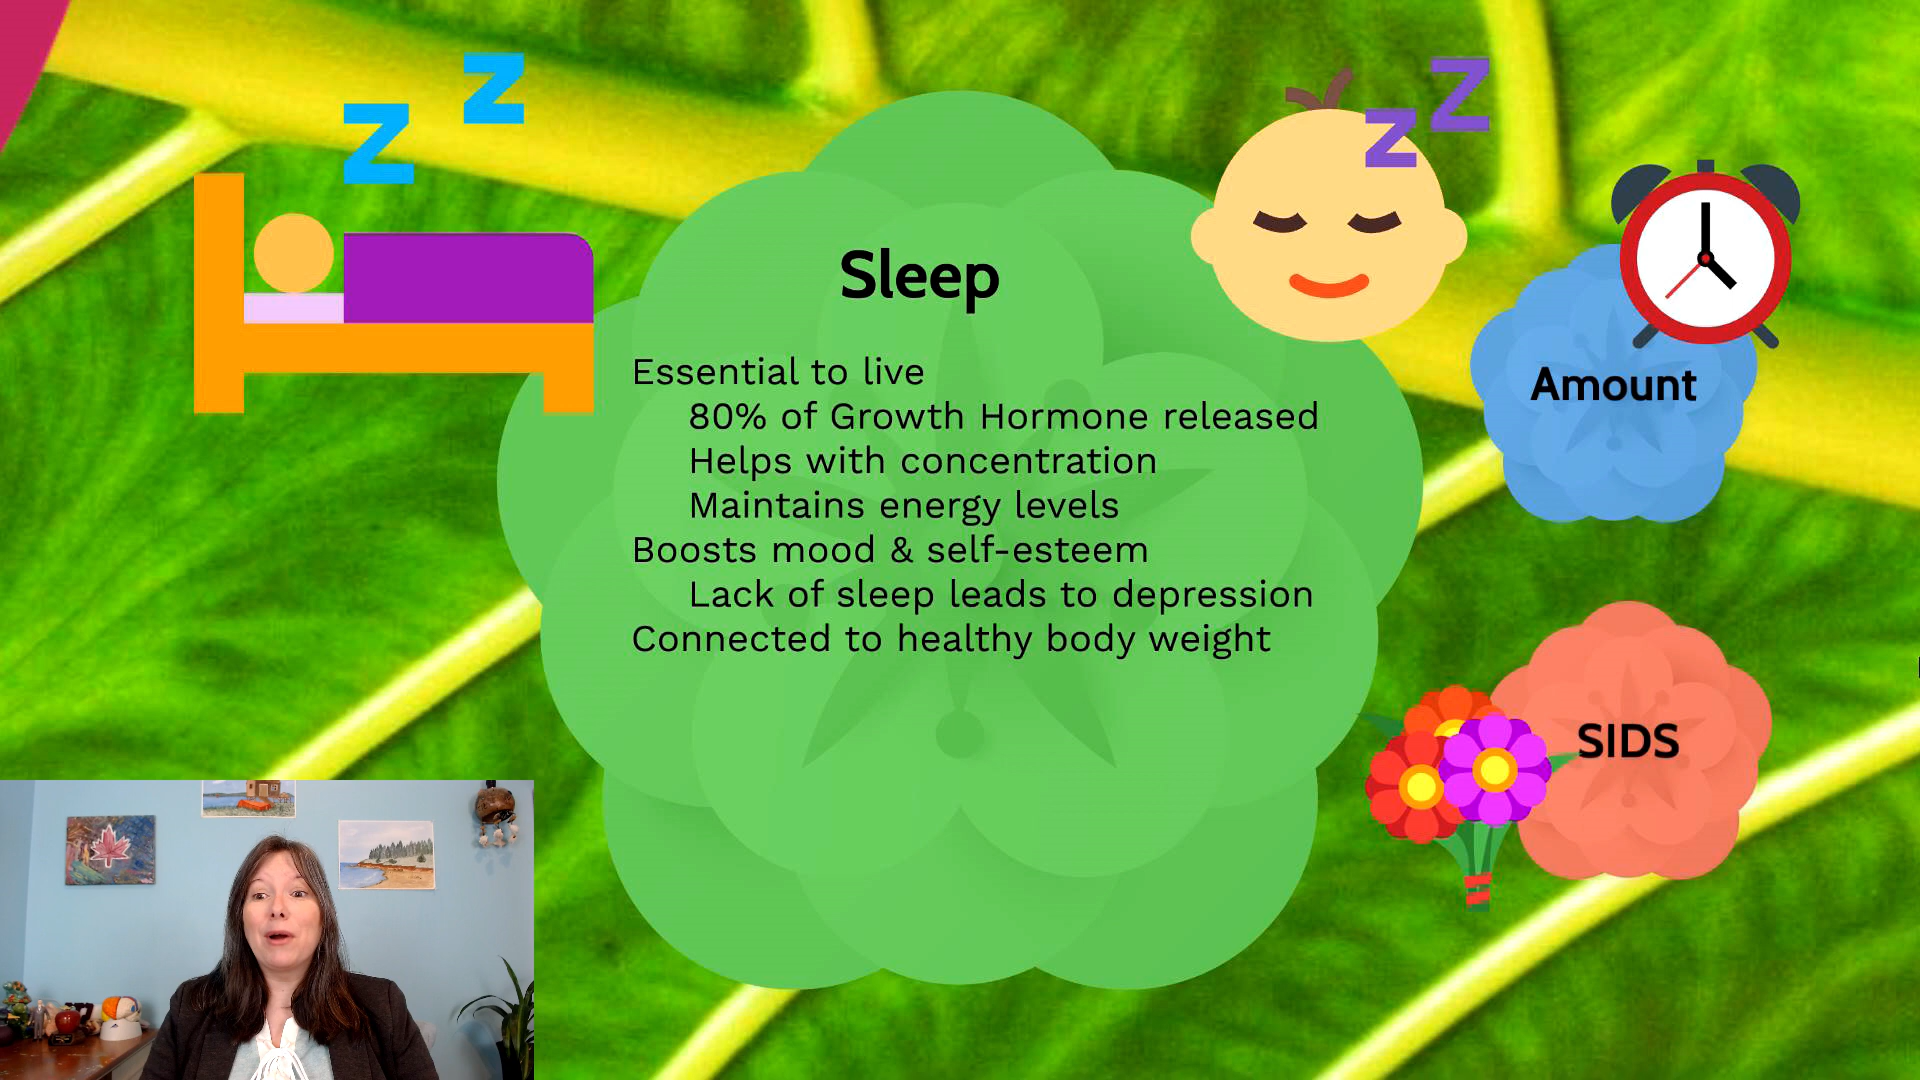 z z
z z
Sleep
Essential to live
80% of Growth Hormone released
Helps with concentration
Maintains energy levels
Boosts mood & self-esteem
Lack of sleep leads to depression
Connected to healthy body weight
Amount
SIDS